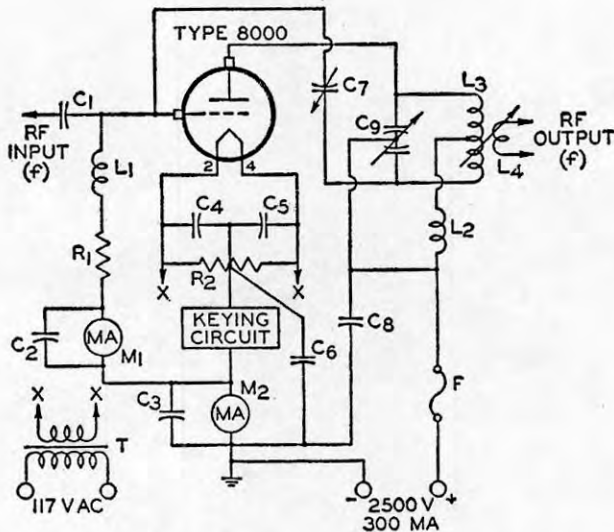 TYPE 8000
C1
RF
INPUT
(f)
L1
R1
C2
MA
M1
X
X
T
117 V AC
2
4
C4
C5
R2
X
X
KEYING
CIRCUIT
C6
C3
M2
MA
C7
C9
L3
RF
OUTPUT
(f)
L4
L2
C8
F
-
+
2500 V
300 MA